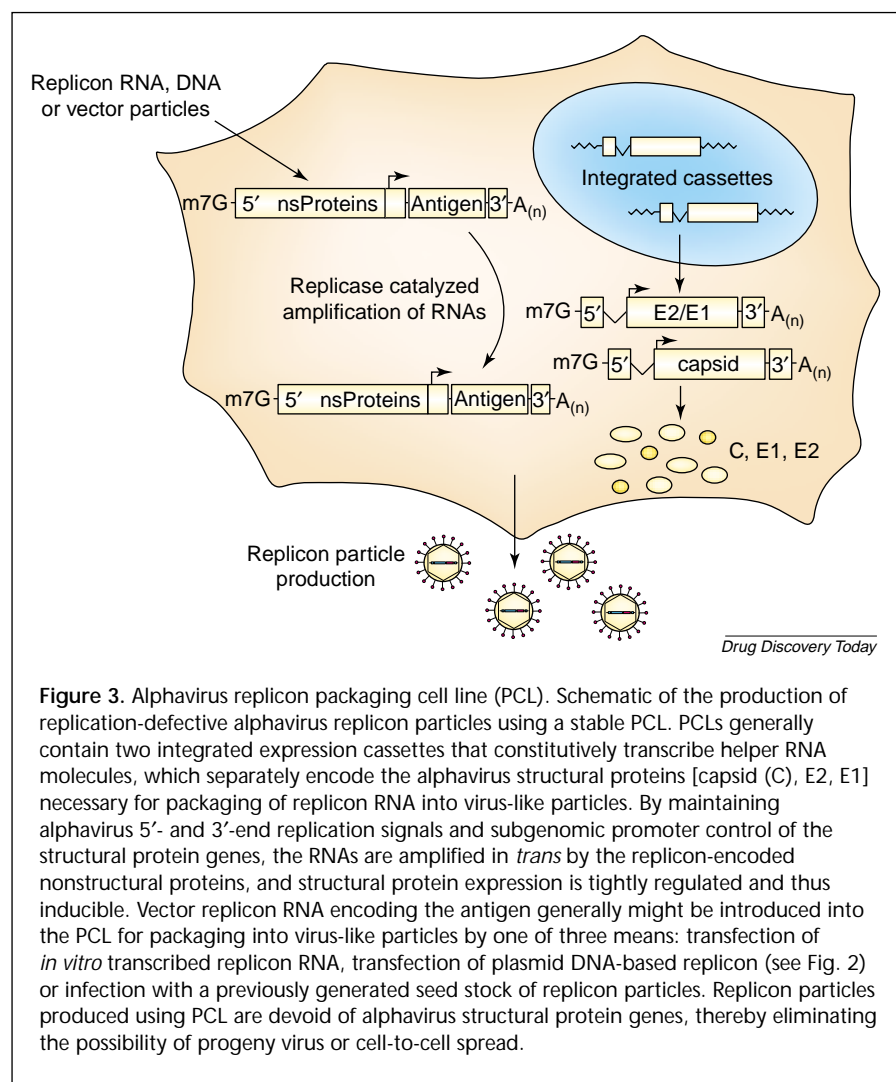 Replicon RNA, DNA
or vector particles
m7G 5′ nsProteins Antigen 3′ A(n)
Integrated cassettes
Replicase catalyzed
amplification of RNAs
m7G 5′ E2/E1 3′ A(n)
m7G 5′ capsid 3′ A(n)
m7G 5′ nsProteins Antigen 3′ A(n)
C, E1, E2
Replicon particle
production
Drug Discovery Today
Figure 3. Alphavirus replicon packaging cell line (PCL). Schematic of the production of
replication-defective alphavirus replicon particles using a stable PCL. PCLs generally
contain two integrated expression cassettes that constitutively transcribe helper RNA
molecules, which separately encode the alphavirus structural proteins [capsid (C), E2, E1]
necessary for packaging of replicon RNA into virus-like particles. By maintaining
alphavirus 5′- and 3′-end replication signals and subgenomic promoter control of the
structural protein genes, the RNAs are amplified in trans by the replicon-encoded
nonstructural proteins, and structural protein expression is tightly regulated and thus
inducible. Vector replicon RNA encoding the antigen generally might be introduced into
the PCL for packaging into virus-like particles by one of three means: transfection of
in vitro transcribed replicon RNA, transfection of plasmid DNA-based replicon (see Fig. 2)
or infection with a previously generated seed stock of replicon particles. Replicon particles
produced using PCL are devoid of alphavirus structural protein genes, thereby eliminating
the possibility of progeny virus or cell-to-cell spread.